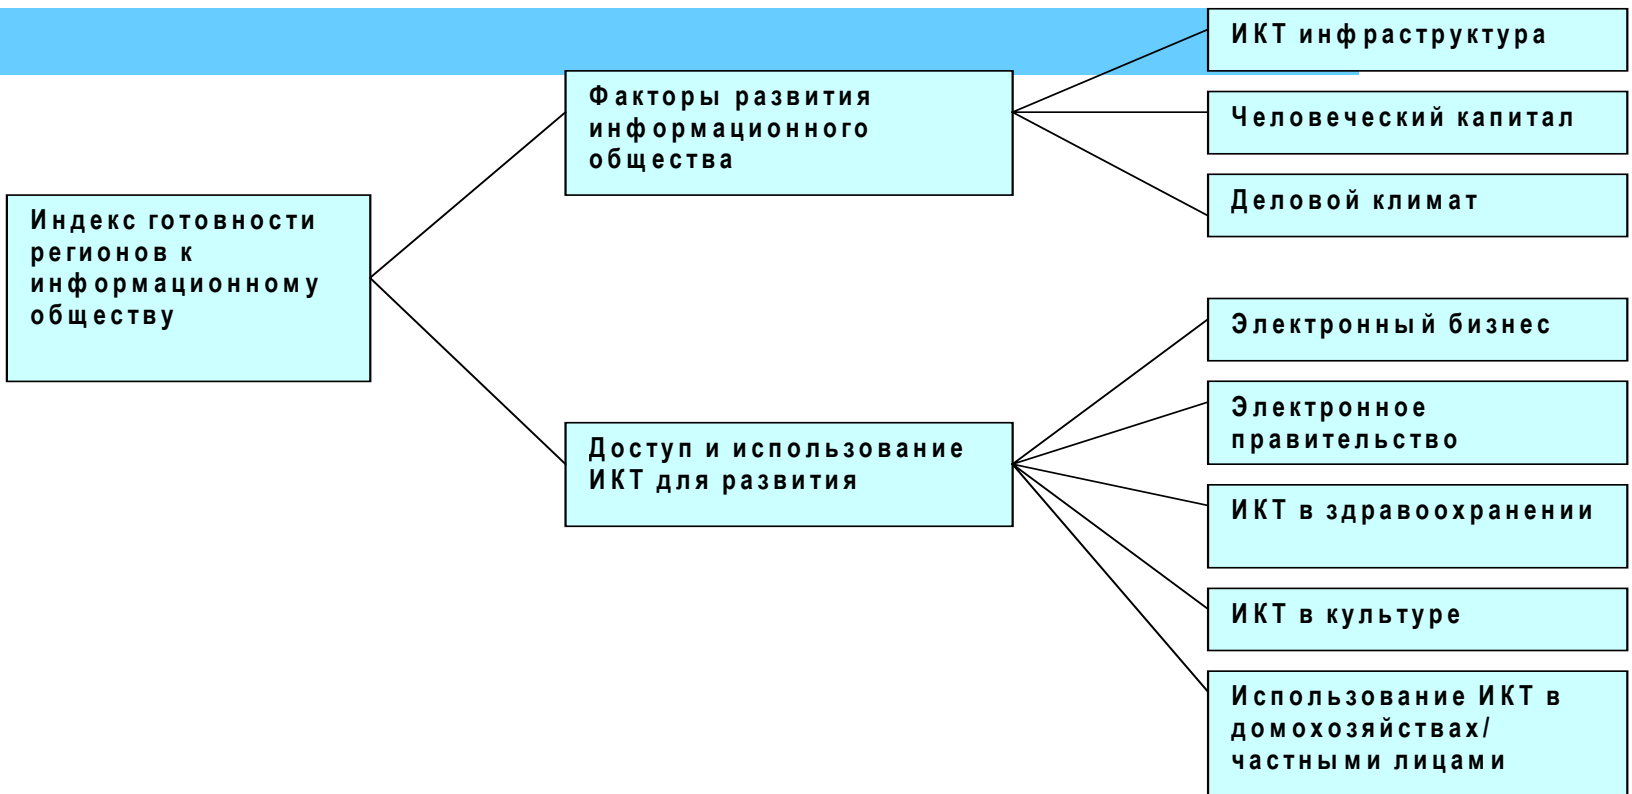 Индекс готовности
регионов к
информационному
обществу
Факторы развития
информационного
общества
Доступ и использование
ИКТ для развития
ИКТ инфраструктура
Человеческий капитал
Деловой климат
Электронный бизнес
Электронное
правительство
ИКТ в здравоохранении
ИКТ в культуре
Использование ИКТ в
домохозяйствах/
частными лицами